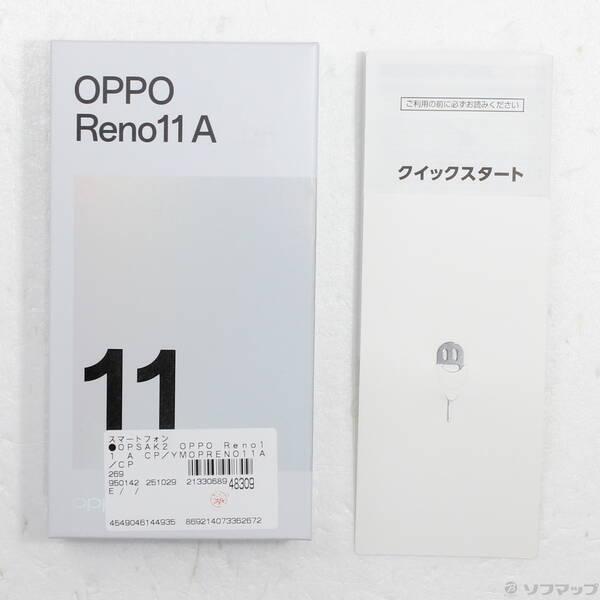 OPPO
Reno11 A
11
スマートフォン
●OPSAK2 OPPO Reno1
1 A CP/YMOPRENO11A
/CP
269
950142 251029 21330689 48309
E / /
4549046144935 869214073362672
ご利用の前に必ずお読みください
クイックスタート
ソフマップ